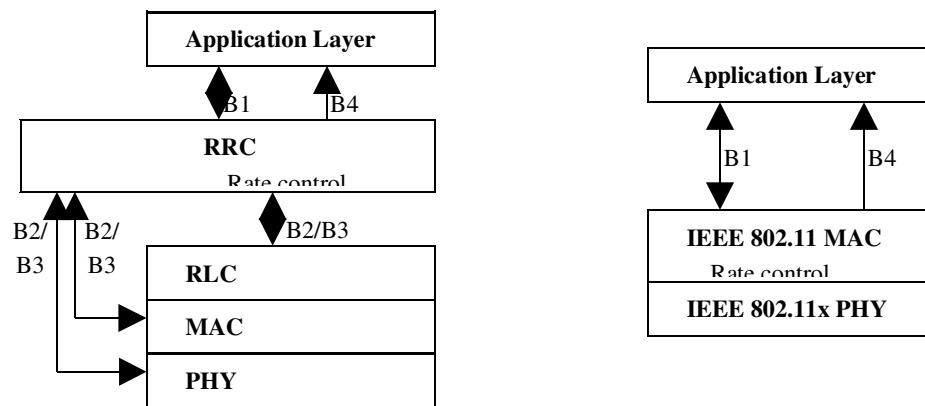 Application Layer
B1
B4
RRC
Rate control
B2/
B3
B2/
B3
B2/B3
RLC
MAC
PHY
Application Layer
B1
B4
IEEE 802.11 MAC
Rate control
IEEE 802.11x PHY